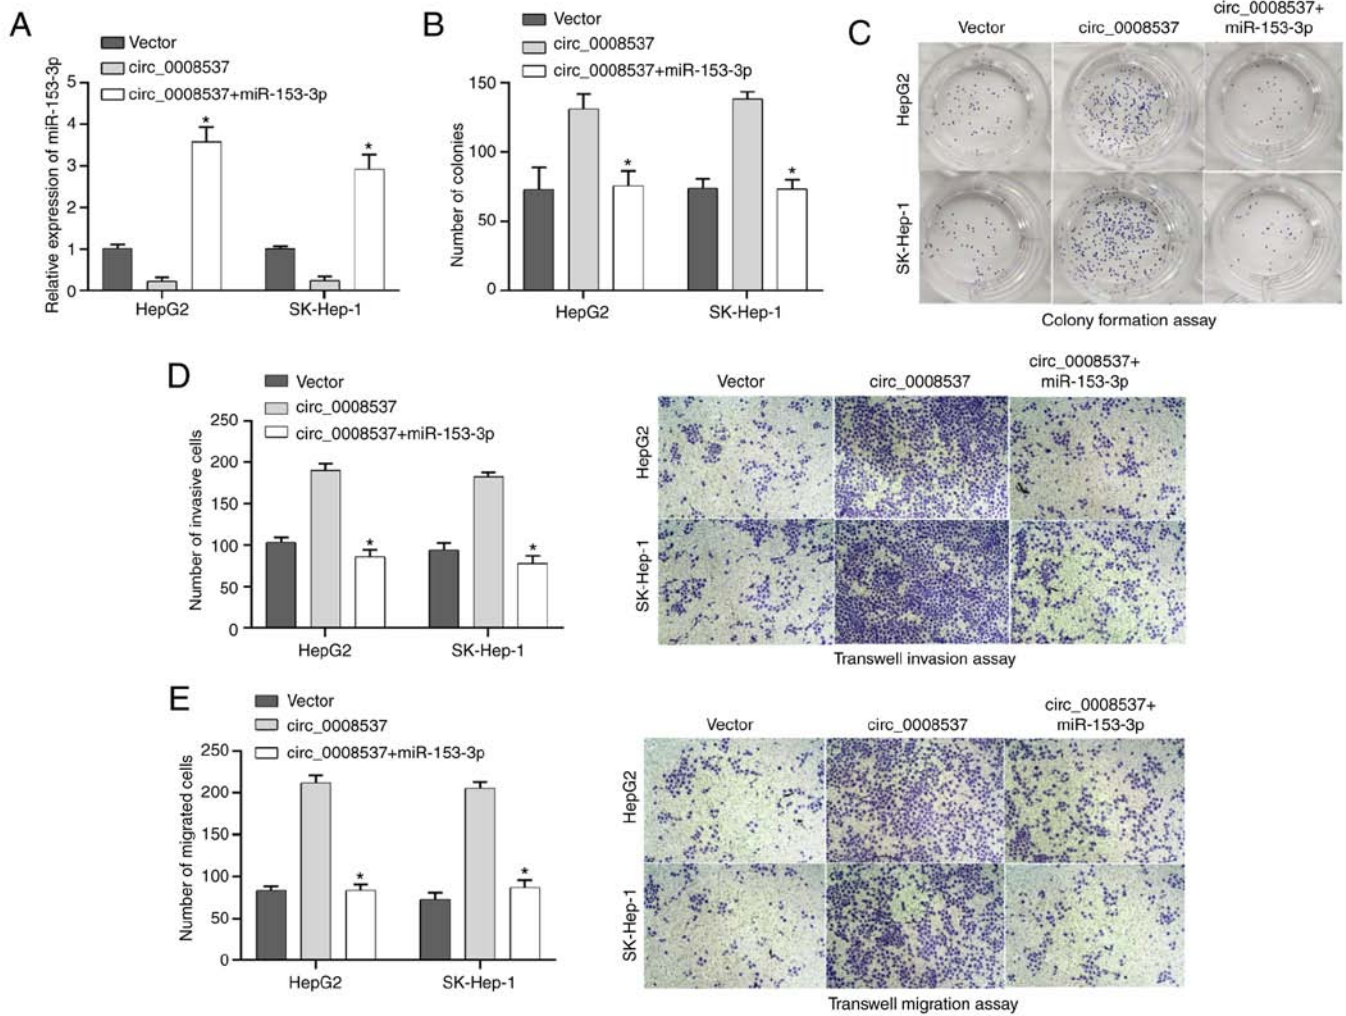 A
Vector
circ_0008537
circ_0008537+miR-153-3p
Relative expression of miR-153-3p
5
4
3
2
1
0
*
*
HepG2
SK-Hep-1
B
Vector
circ_0008537
circ_0008537+miR-153-3p
Number of colonies
150
100
50
0
*
*
HepG2
SK-Hep-1
C
Vector
circ_0008537
circ_0008537+
miR-153-3p
HepG2
SK-Hep-1
Colony formation assay
D
Vector
circ_0008537
circ_0008537+miR-153-3p
Number of invasive cells
250
200
150
100
50
0
*
*
HepG2
SK-Hep-1
Vector
circ_0008537
circ_0008537+
miR-153-3p
HepG2
SK-Hep-1
Transwell invasion assay
E
Vector
circ_0008537
circ_0008537+miR-153-3p
Number of migrated cells
250
200
150
100
50
0
*
*
HepG2
SK-Hep-1
Vector
circ_0008537
circ_0008537+
miR-153-3p
HepG2
SK-Hep-1
Transwell migration assay